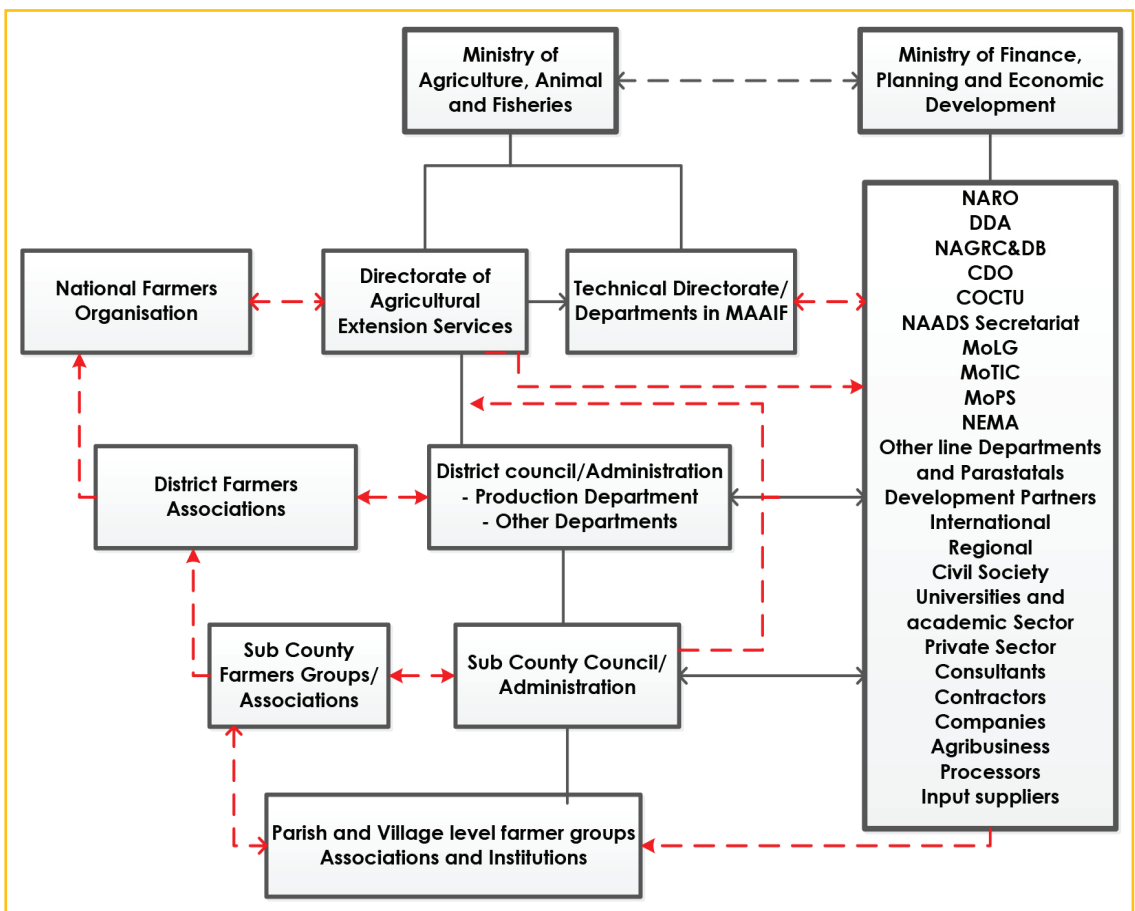 Ministry of
Agriculture, Animal
and Fisheries
Ministry of Finance,
Planning and Economic
Development
National Farmers
Organisation
Directorate of
Agricultural
Extension Services
Technical Directorate/
Departments in MAAIF
NARO
DDA
NAGRC&DB
CDO
COCTU
NAADS Secretariat
MoLG
MoTIC
MoPS
NEMA
Other line Departments
and Parastatals
Development Partners
International
Regional
Civil Society
Universities and
academic Sector
Private Sector
Consultants
Contractors
Companies
Agribusiness
Processors
Input suppliers
District Farmers
Associations
District council/Administration
- Production Department
- Other Departments
Sub County
Farmers Groups/
Associations
Sub County Council/
Administration
Parish and Village level farmer groups
Associations and Institutions